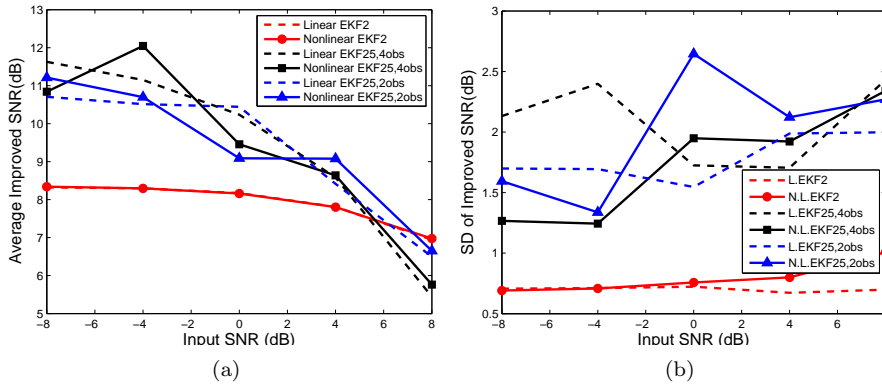 13
12
11
10
9
8
7
6
5
−8
−6
−4
−2
0
2
4
6
8
Average Improved SNR(dB)
Input SNR (dB)
Linear EKF2
Nonlinear EKF2
Linear EKF25,4obs
Nonlinear EKF25,4obs
Linear EKF25,2obs
Nonlinear EKF25,2obs
(a)
3
2.5
2
1.5
1
0.5
−8
−6
−4
−2
0
2
4
6
SD of Improved SNR(dB)
Input SNR (dB)
L.EKF2
N.L.EKF2
L.EKF25,4obs
N.L.EKF25,4obs
L.EKF25,2obs
N.L.EKF25,2obs
(b)